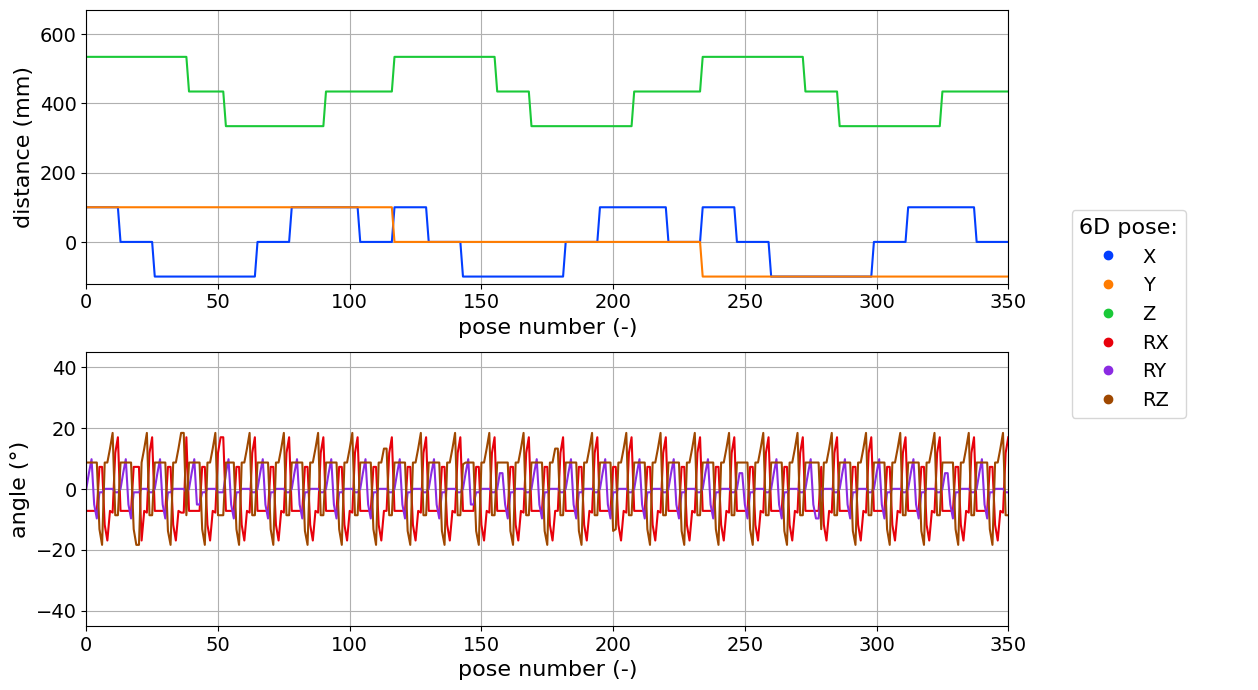 600
400
200
0
distance (mm)
0 50 100 150 200 250 300 350
pose number (-)
6D pose:
X
Y
Z
RX
RY
RZ
40
20
0
−20
−40
angle (°)
0 50 100 150 200 250 300 350
pose number (-)